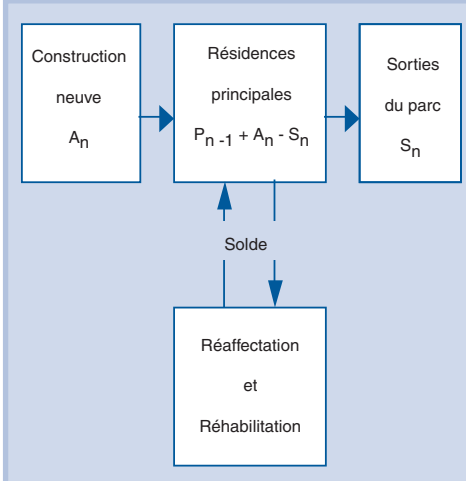 Construction
neuve
An
Résidences
principales
Pn -1 + An - Sn
Sorties
du parc
Sn
Solde
Réaffectation
et
Réhabilitation